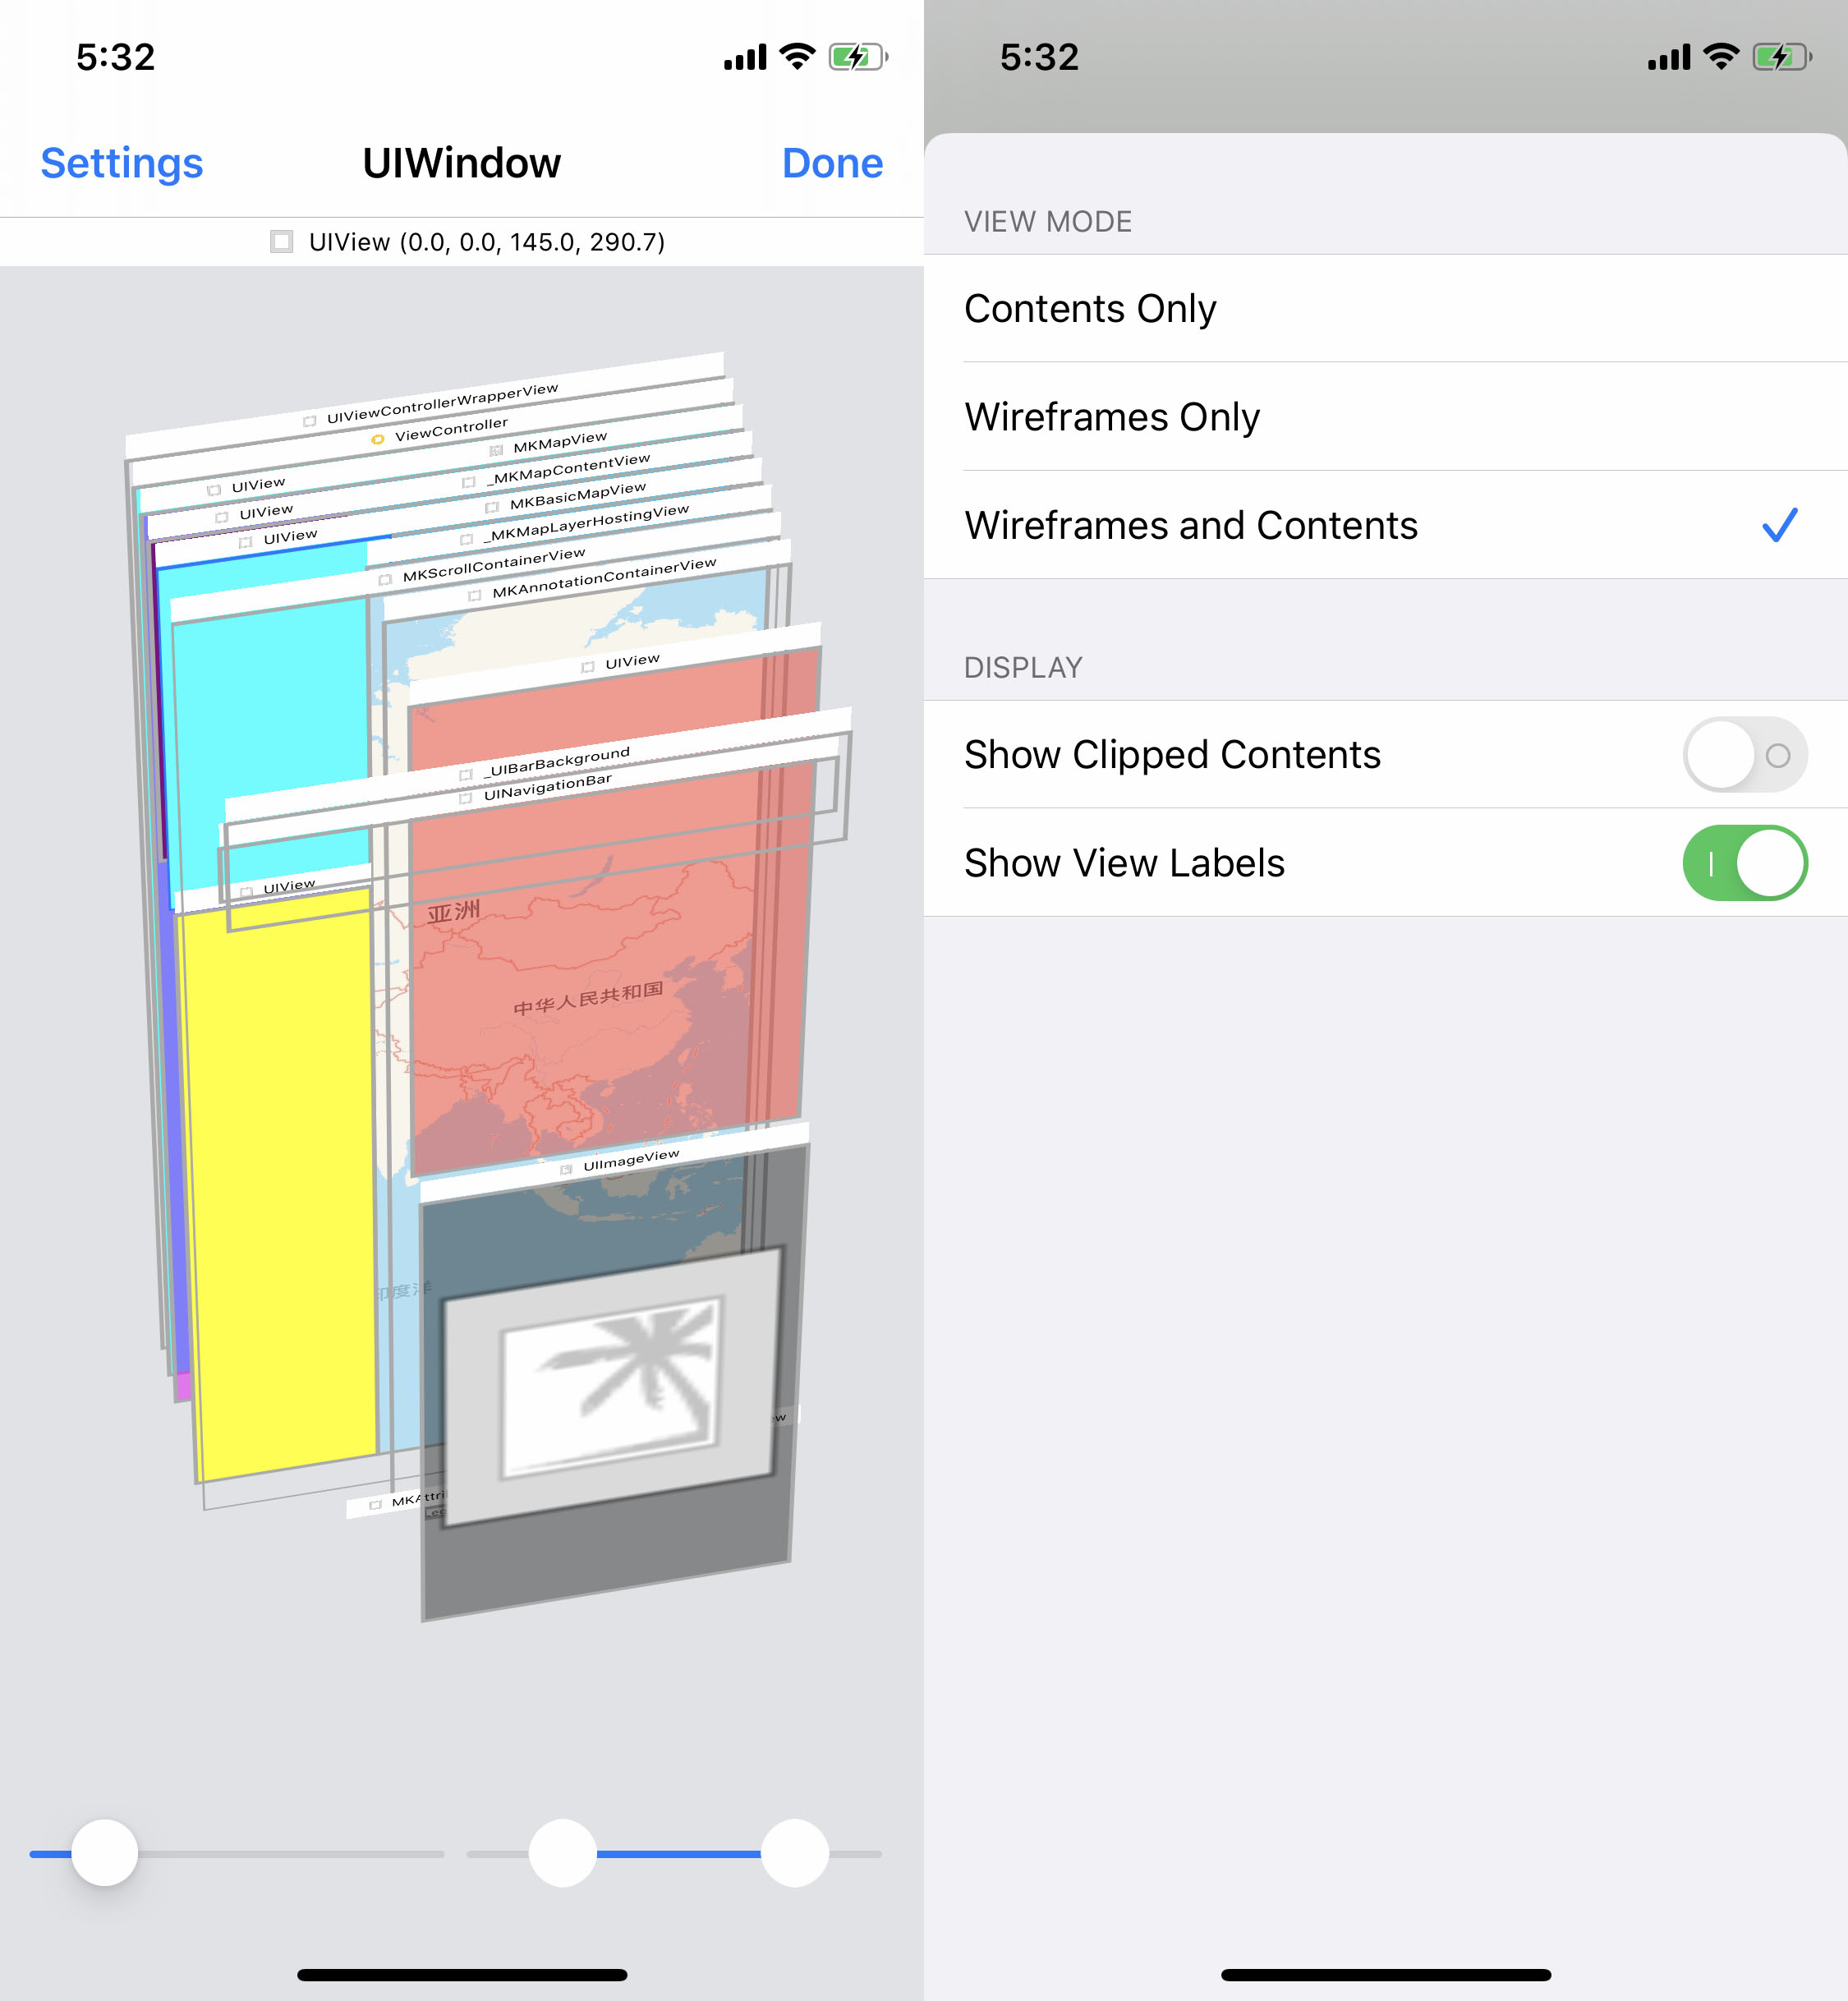 5:32
Settings
UIWindow
Done
UIView (0.0, 0.0, 145.0, 290.7)
UIViewControllerWrapperView
ViewController
MKMapView
UIView
_MKMapContentView
UIView
MKBasicMapView
UIView
_MKMapLayerHostingView
MKScrollContainerView
MKAnnotationContainerView
UIView
_UIBarBackground
UINavigationBar
UIView
亚洲
中华人民共和国
UIImageView
印度洋
5:32
VIEW MODE
Contents Only
Wireframes Only
Wireframes and Contents
DISPLAY
Show Clipped Contents
Show View Labels